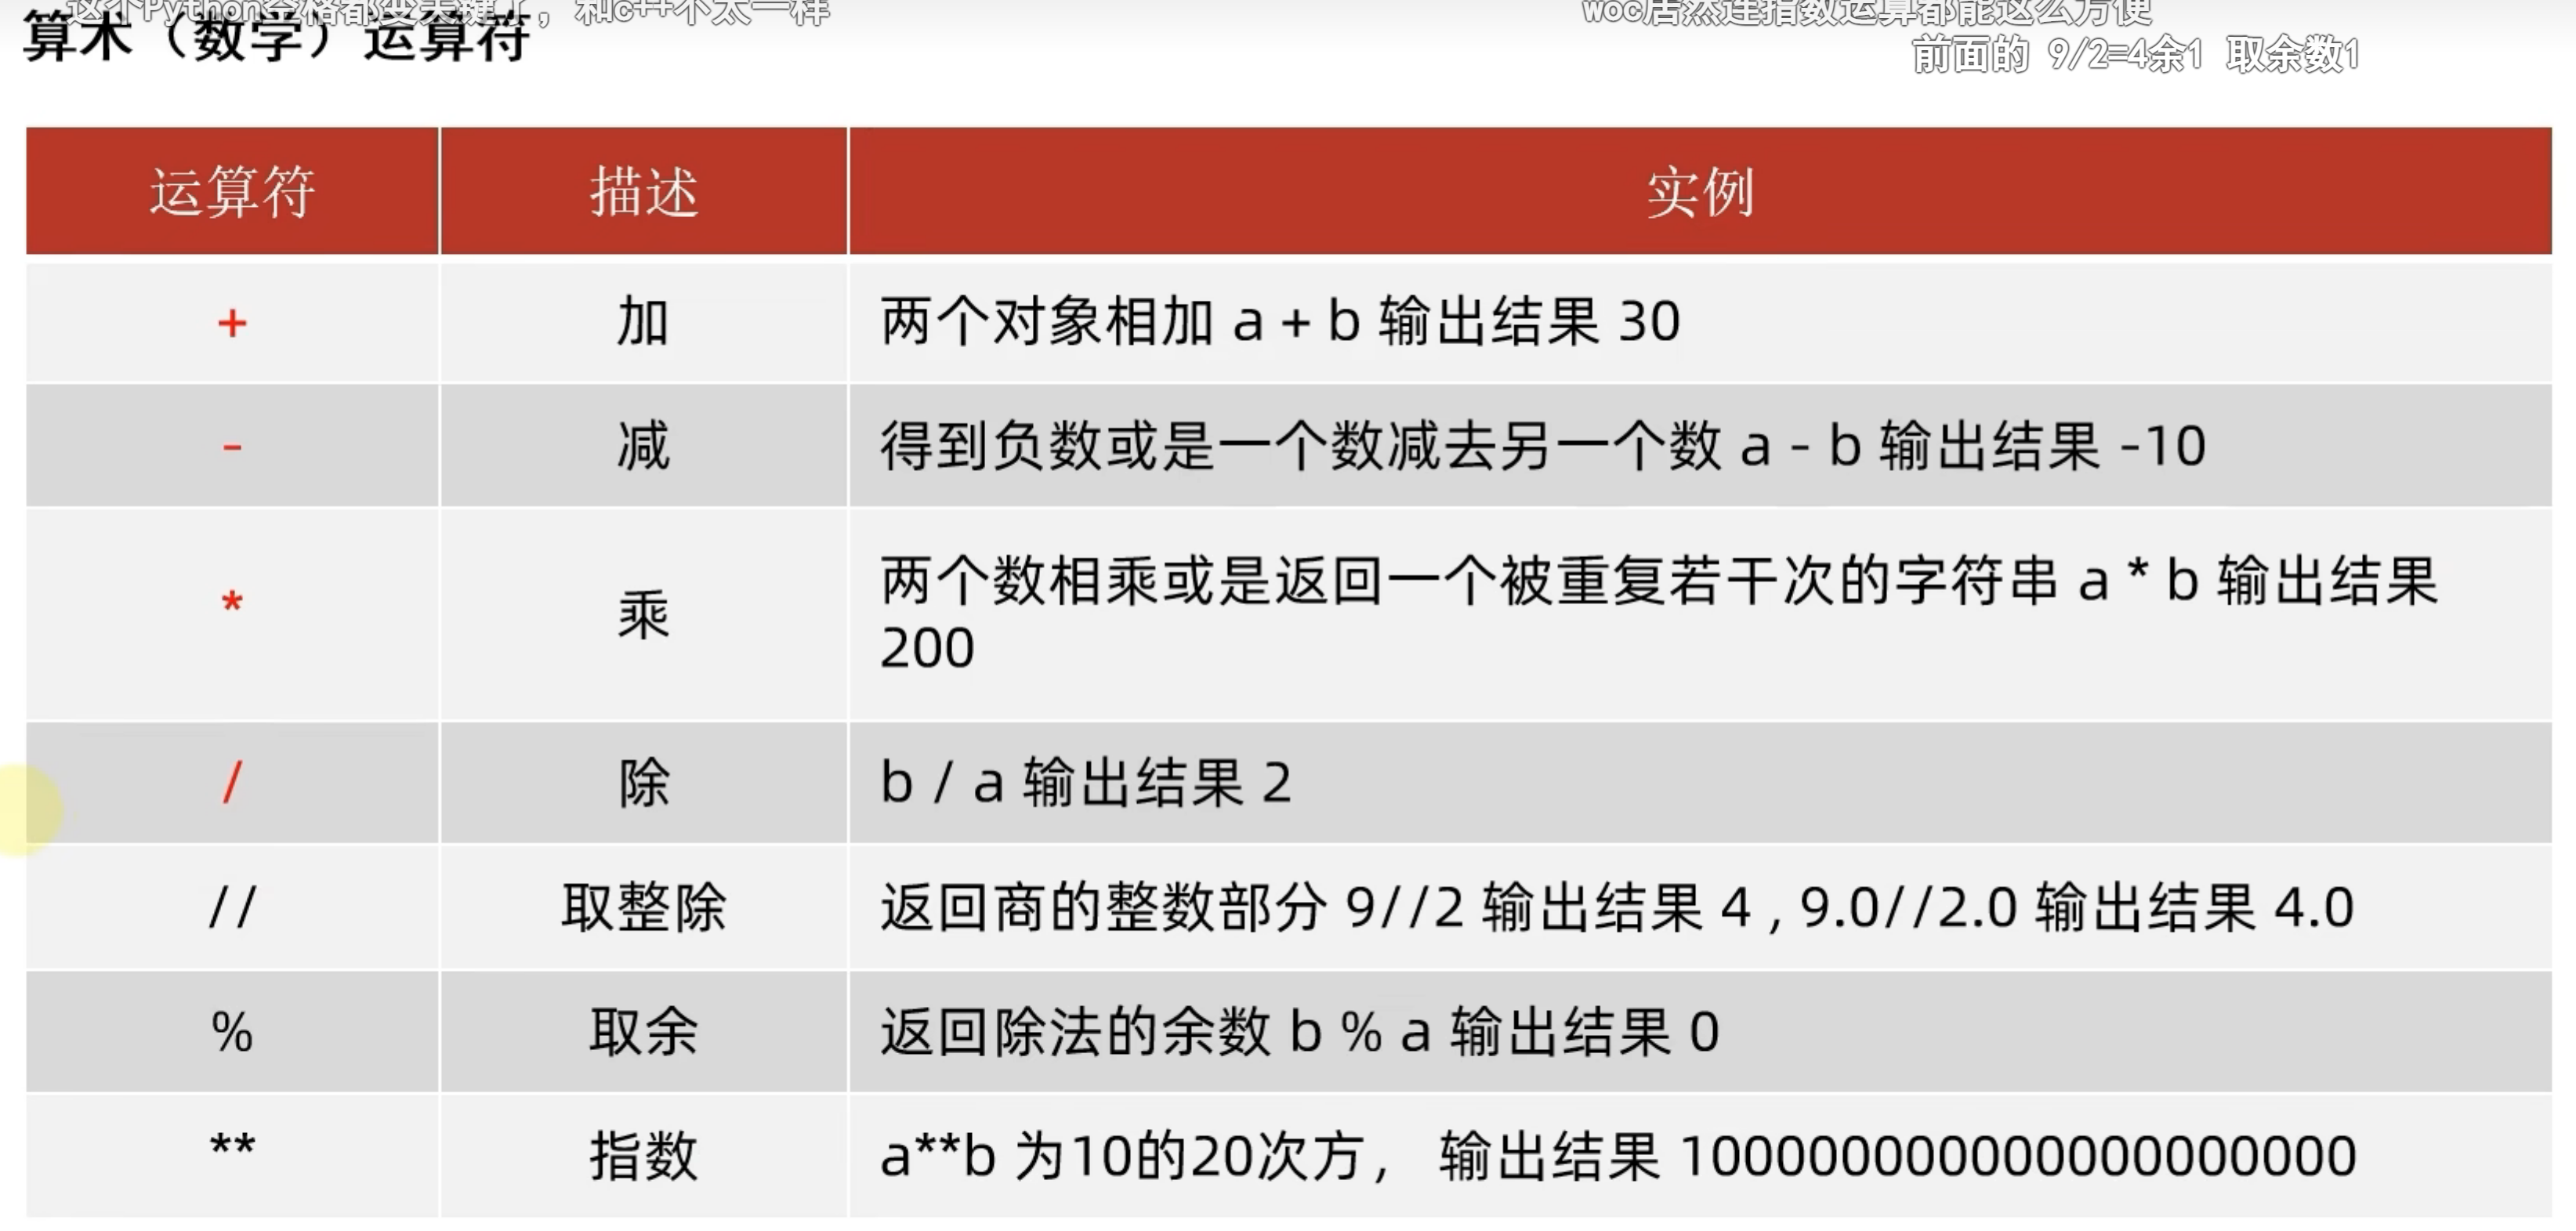 这个Python空格都变关键了，和c++不太一样
woc居然连指数运算都能这么方便
算术（数学）运算符
前面的 9/2=4余1 取余数1
运算符 描述 实例
+ 加 两个对象相加 a + b 输出结果 30
- 减 得到负数或是一个数减去另一个数 a - b 输出结果 -10
* 乘 两个数相乘或是返回一个被重复若干次的字符串 a * b 输出结果
200
/ 除 b / a 输出结果 2
// 取整除 返回商的整数部分 9//2 输出结果 4 , 9.0//2.0 输出结果 4.0
% 取余 返回除法的余数 b % a 输出结果 0
** 指数 a**b 为10的20次方， 输出结果 100000000000000000000